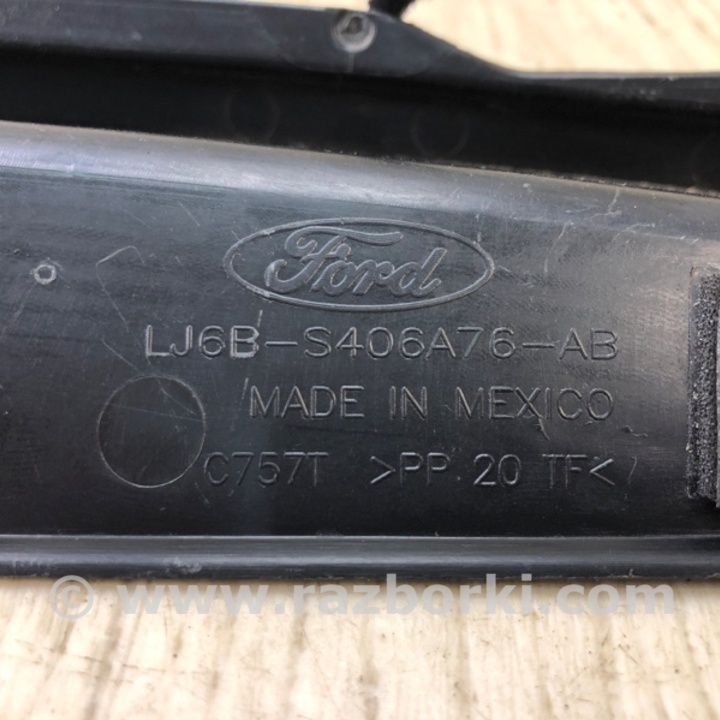 Ford
LJ6B-S406A76-AB
MADE IN MEXICO
C757T >PP 20 TF<
© www.razborki.com